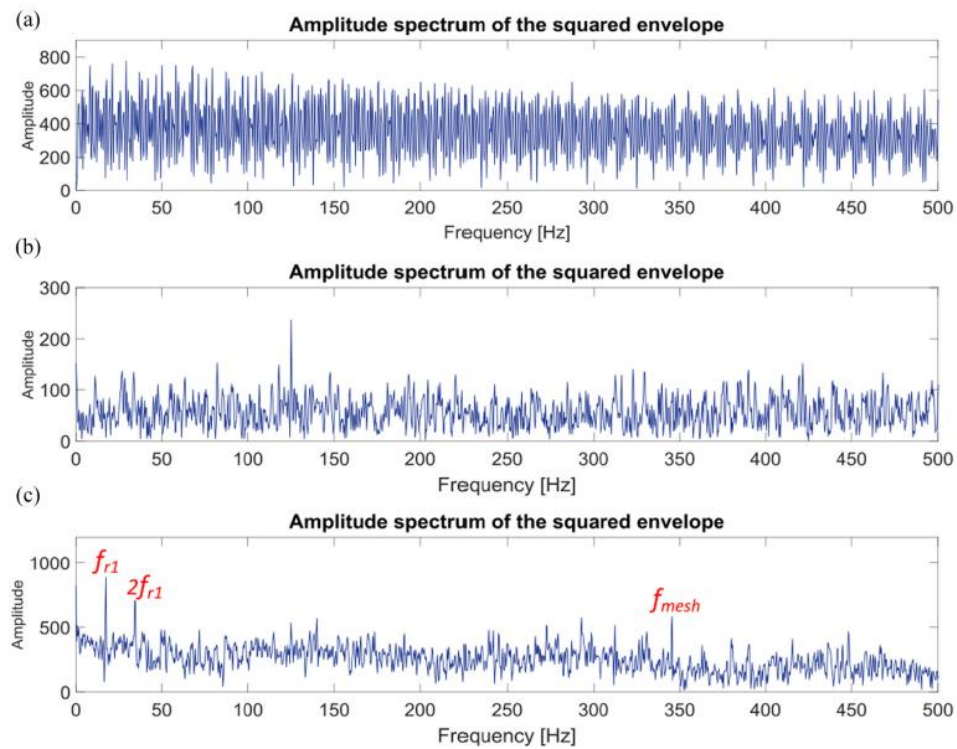 (a)
Amplitude spectrum of the squared envelope
Amplitude
800
600
400
200
0
0 50 100 150 200 250 300 350 400 450 500
Frequency [Hz]
(b)
Amplitude spectrum of the squared envelope
Amplitude
300
200
100
0
0 50 100 150 200 250 300 350 400 450 500
Frequency [Hz]
(c)
Amplitude spectrum of the squared envelope
Amplitude
1000
500
0
fr1
2fr1
fmesh
0 50 100 150 200 250 300 350 400 450 500
Frequency [Hz]